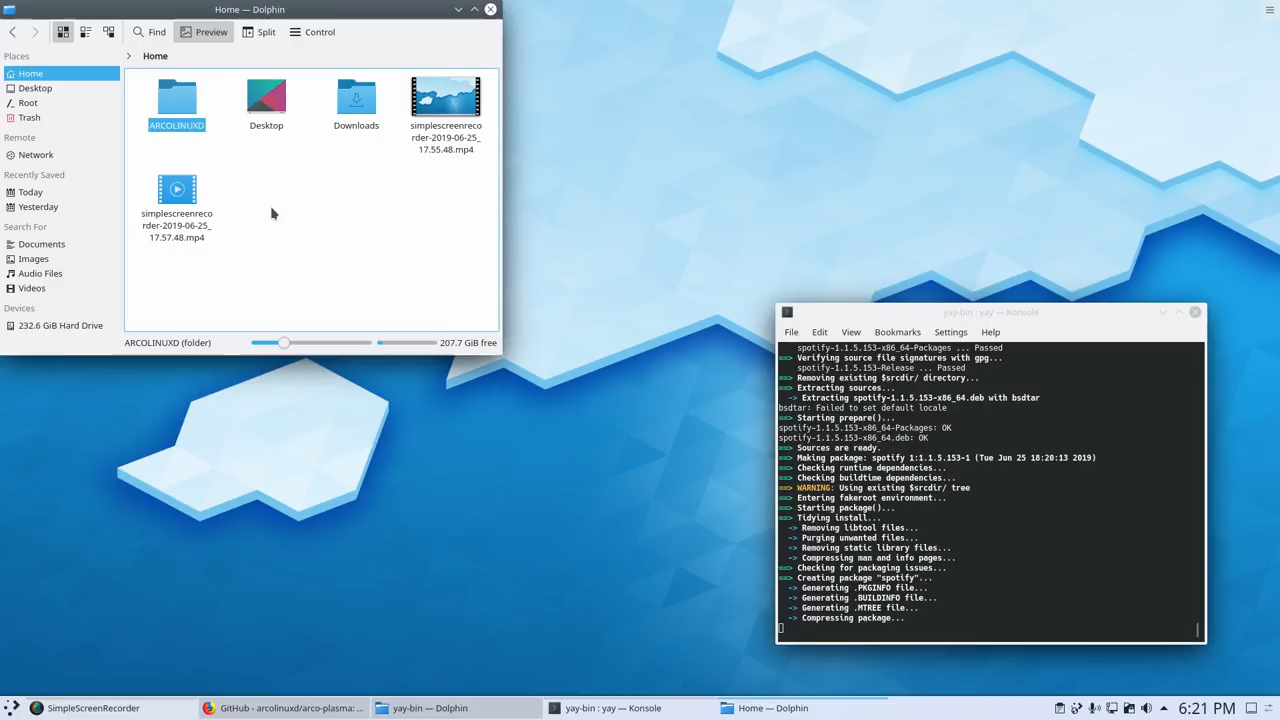 Home — Dolphin
Find
Preview
Split
Control
Places
Home
Desktop
Root
Trash
Remote
Network
Recently Saved
Today
Yesterday
Search For
Documents
Images
Audio Files
Videos
Devices
232.6 GiB Hard Drive
Home
ARCOLINUXD
Desktop
Downloads
simplescreenreco
rder-2019-06-25_
17.55.48.mp4
simplescreenreco
rder-2019-06-25_
17.57.48.mp4
ARCOLINUXD (folder)
207.7 GiB free
yay-bin : yay — Konsole
File Edit View Bookmarks Settings Help
spotify-1.1.5.153-x86_64-Packages ... Passed
==> Verifying source file signatures with gpg...
spotify-1.1.5.153-Release ... Passed
==> Removing existing $srcdir/ directory...
==> Extracting sources...
-> Extracting spotify-1.1.5.153-x86_64.deb with bsdtar
bsdtar: Failed to set default locale
==> Starting prepare()...
spotify-1.1.5.153-x86_64-Packages: OK
spotify-1.1.5.153-x86_64.deb: OK
==> Sources are ready.
==> Making package: spotify 1:1.1.5.153-1 (Tue Jun 25 18:20:13 2019)
==> Checking runtime dependencies...
==> Checking buildtime dependencies...
==> WARNING: Using existing $srcdir/ tree
==> Entering fakeroot environment...
==> Starting package()...
==> Tidying install...
-> Removing libtool files...
-> Purging unwanted files...
-> Removing static library files...
-> Compressing man and info pages...
==> Checking for packaging issues...
==> Creating package "spotify"...
-> Generating .PKGINFO file...
-> Generating .BUILDINFO file...
-> Generating .MTREE file...
-> Compressing package...
SimpleScreenRecorder
GitHub - arcolinuxd/arco-plasma: ...
yay-bin — Dolphin
yay-bin : yay — Konsole
Home — Dolphin
6:21 PM